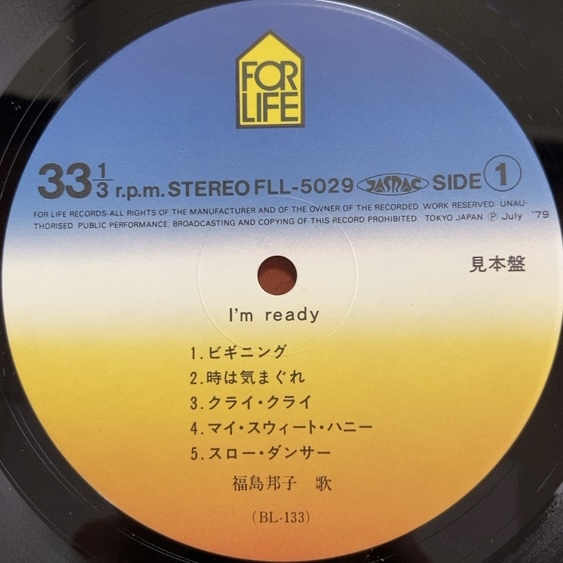 FOR
LIFE
33 1/3 r.p.m. STEREO FLL-5029 JASRAC SIDE 1
FOR LIFE RECORDS-ALL RIGHTS OF THE MANUFACTURER AND OF THE OWNER OF THE RECORDED WORK RESERVED. UNAU-
THORISED PUBLIC PERFORMANCE. BROADCASTING AND COPYING OF THIS RECORD PROHIBITED TOKYO JAPAN. Ⓟ July '79
見本盤
I'm ready
1.ビギニング
2.時は気まぐれ
3.クライ・クライ
4.マイ・スウィート・ハニー
5.スロー・ダンサー
福島邦子 歌
(BL-133)